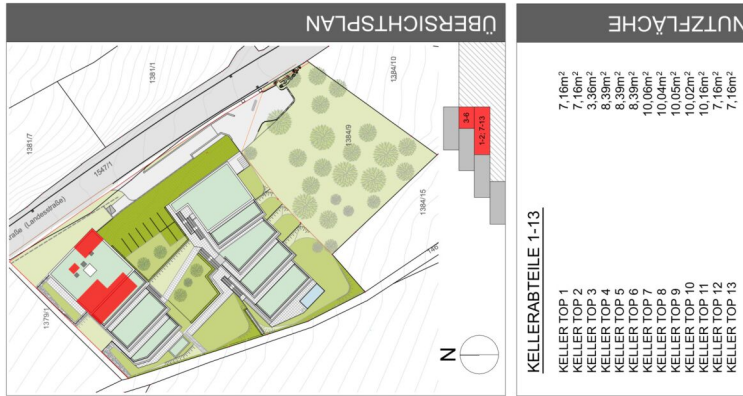 ÜBERSICHTSPLAN
1381/7
1381/1
1547/1
raße (Landesstraße)
1384/10
1384/9
1384/15
1379/1
3-6
1-2, 7-13
N
NUTZFLÄCHE
KELLERABTEILE 1-13
KELLER TOP 1 7,16m²
KELLER TOP 2 7,16m²
KELLER TOP 3 3,36m²
KELLER TOP 4 8,39m²
KELLER TOP 5 8,39m²
KELLER TOP 6 8,39m²
KELLER TOP 7 10,06m²
KELLER TOP 8 10,04m²
KELLER TOP 9 10,05m²
KELLER TOP 10 10,02m²
KELLER TOP 11 10,16m²
KELLER TOP 12 7,16m²
KELLER TOP 13 7,16m²